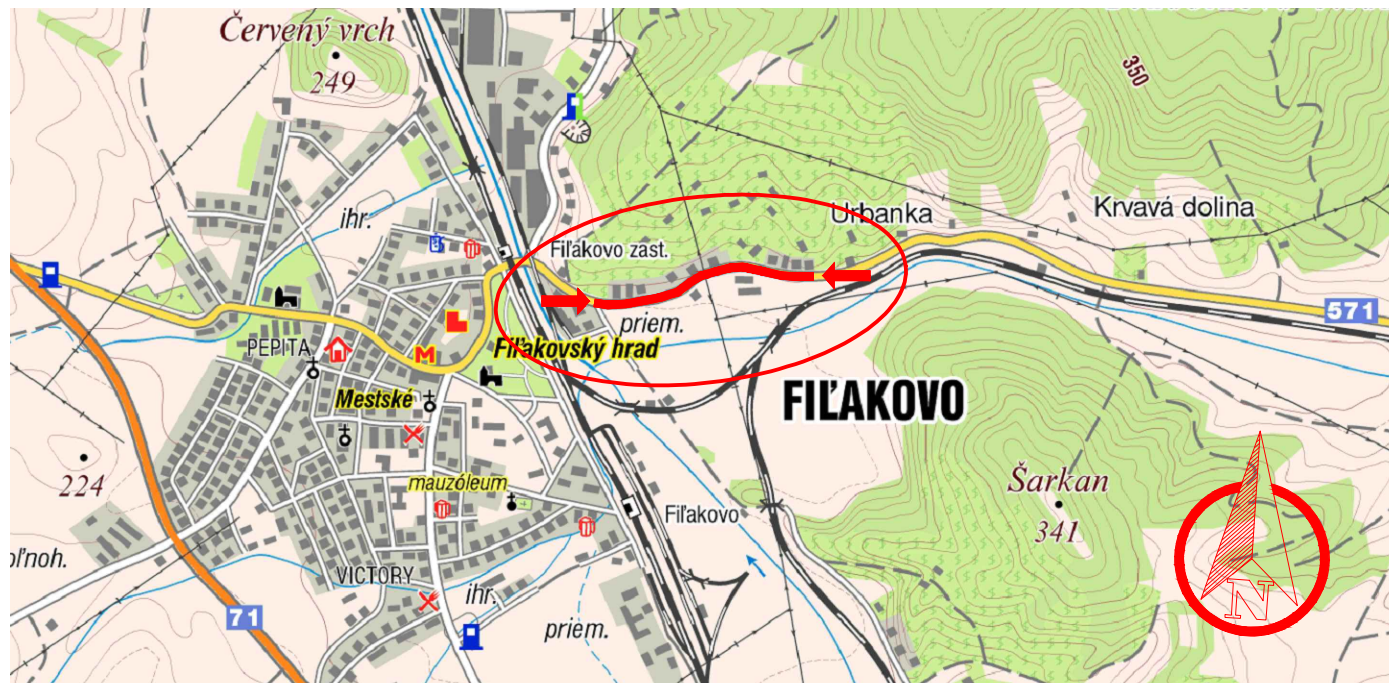 Červený vrch
249
350
ihr.
Fiľakovo zast.
Urbanka
Krvavá dolina
571
priem.
PEPITA
M
Fiľakovský hrad
FIĽAKOVO
Mestské
224
mauzóleum
Šarkan
341
Fiľakovo
oľnoh.
VICTORY
ihr.
71
priem.
N